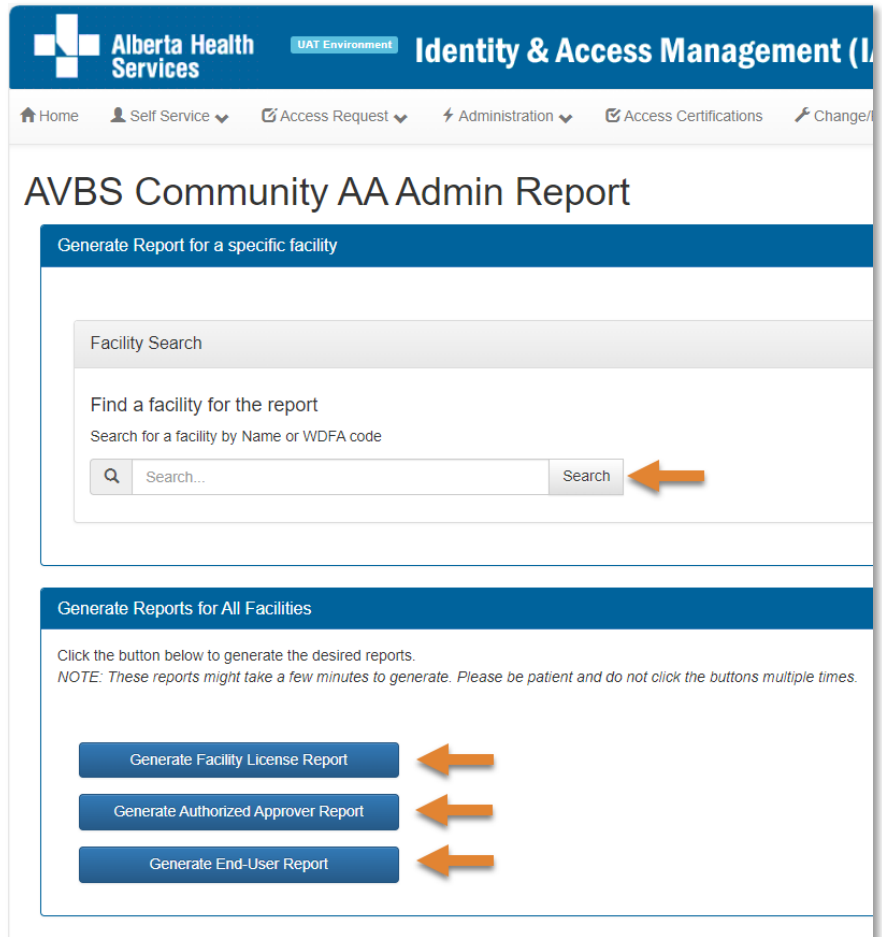 Alberta Health
Services
UAT Environment
Identity & Access Management
Home Self Service Access Request Administration Access Certifications
AVBS Community AA Admin Report
Generate Report for a specific facility
Facility Search
Find a facility for the report
Search for a facility by Name or WDFA code
Search... Search
Generate Reports for All Facilities
Click the button below to generate the desired reports.
NOTE: These reports might take a few minutes to generate. Please be patient and do not click the buttons multiple times.
Generate Facility License Report
Generate Authorized Approver Report
Generate End-User Report